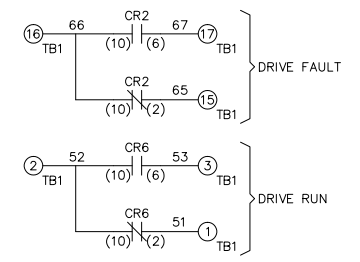 CR2
16 66 67 17
TB1 (10) (6) TB1
DRIVE FAULT
CR2
65
(10) (2) 15
TB1
CR6
2 52 53 3
TB1 (10) (6) TB1
DRIVE RUN
CR6
51
(10) (2) 1
TB1